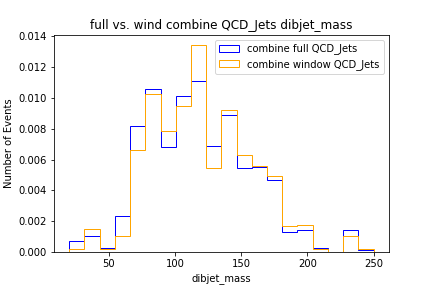 full vs. wind combine QCD_Jets dibjet_mass
combine full QCD_Jets
combine window QCD_Jets
Number of Events
0.014
0.012
0.010
0.008
0.006
0.004
0.002
0.000
50
100
150
200
250
dibjet_mass